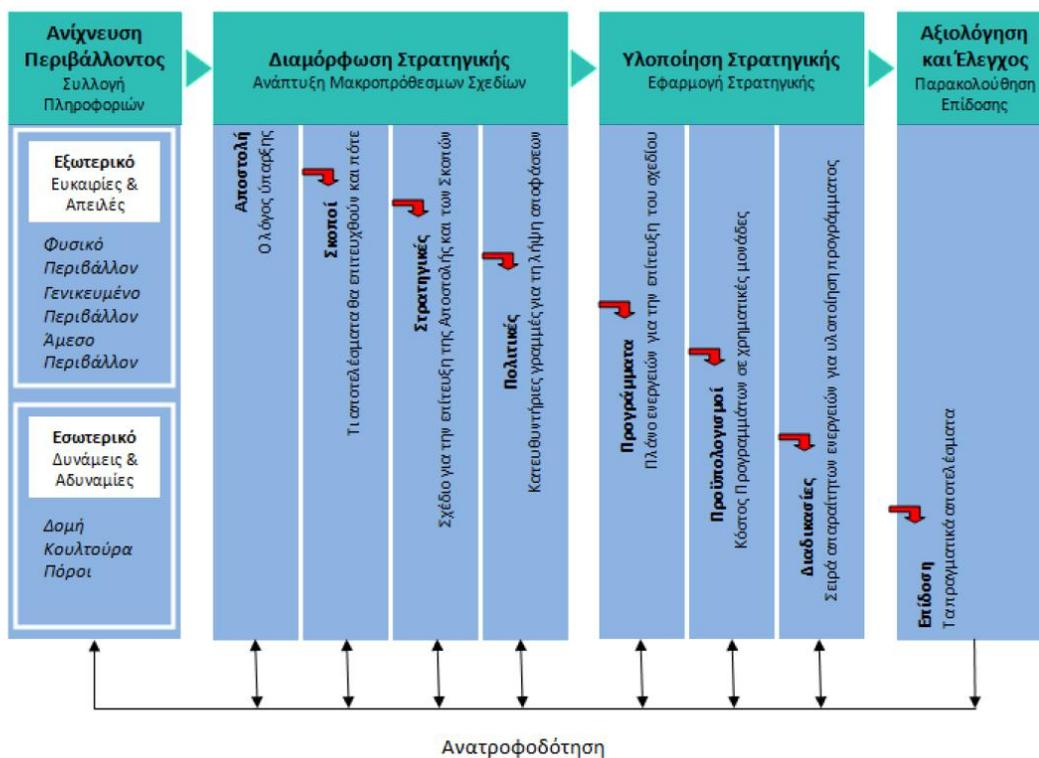 Ανίχνευση
Περιβάλλοντος
Συλλογή
Πληροφοριών
Διαμόρφωση Στρατηγικής
Ανάπτυξη Μακροπρόθεσμων Σχεδίων
Υλοποίηση Στρατηγικής
Εφαρμογή Στρατηγικής
Αξιολόγηση
και Έλεγχος
Παρακολούθηση
Επίδοσης
Εξωτερικό
Ευκαιρίες &
Απειλές
Φυσικό
Περιβάλλον
Γενικευμένο
Περιβάλλον
Άμεσο
Περιβάλλον
Εσωτερικό
Δυνάμεις &
Αδυναμίες
Δομή
Κουλτούρα
Πόροι
Αποστολή
Ο λόγος ύπαρξης
Σκοποί
Τι αποτελέσματα θα επιτευχθούν και πότε
Στρατηγικές
Σχέδιο για την επίτευξη της Αποστολής και των Σκοπών
Πολιτικές
Κατευθυντήριες γραμμές για τη λήψη αποφάσεων
Προγράμματα
Πλάνο ενεργειών για την επίτευξη του σχεδίου
Προϋπολογισμοί
Κόστος Προγραμμάτων σε χρηματικές μονάδες
Διαδικασίες
Σειρά απαραίτητων ενεργειών για υλοποίηση προγράμματος
Επίδοση
Τα πραγματικά αποτελέσματα
Ανατροφοδότηση